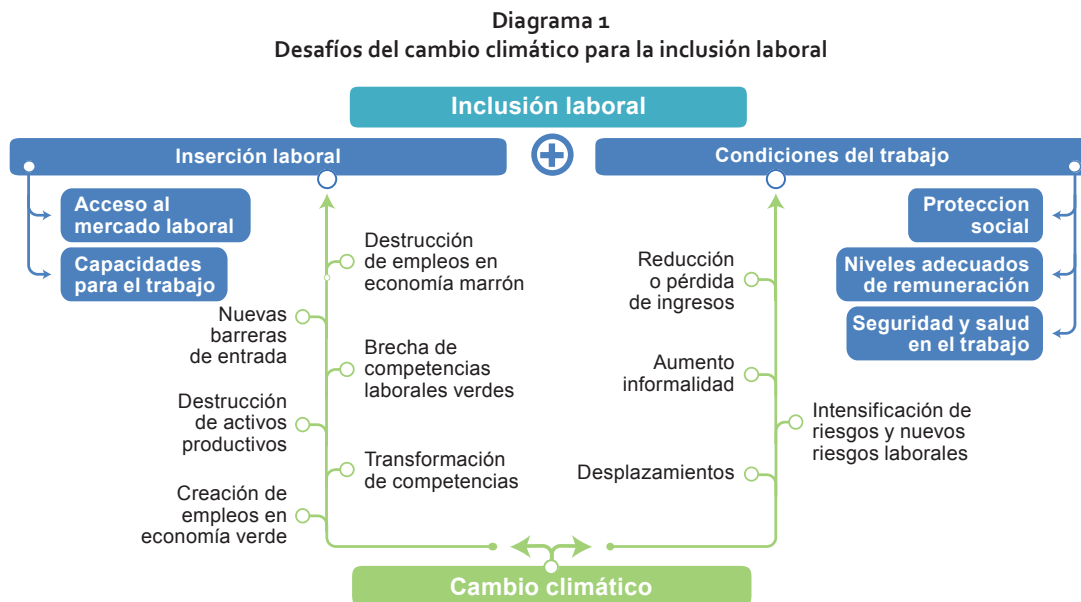 Diagrama 1
Desafíos del cambio climático para la inclusión laboral
Inclusión laboral
Inserción laboral
Condiciones del trabajo
Acceso al
mercado laboral
Capacidades
para el trabajo
Destrucción
de empleos en
economía marrón
Nuevas
barreras
de entrada
Brecha de
competencias
laborales verdes
Destrucción
de activos
productivos
Transformación
de competencias
Creación de
empleos en
economía verde
Proteccion
social
Niveles adecuados
de remuneración
Seguridad y salud
en el trabajo
Reducción
o pérdida
de ingresos
Aumento
informalidad
Intensificación de
riesgos y nuevos
riesgos laborales
Desplazamientos
Cambio climático